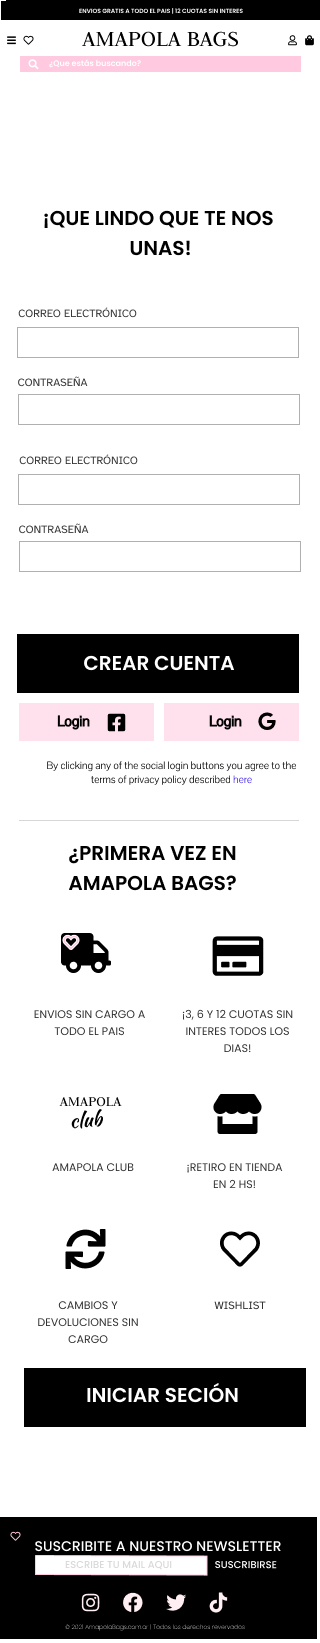 ENVIOS GRATIS A TODO EL PAIS | 12 CUOTAS SIN INTERES
AMAPOLA BAGS
¿Que estás buscando?
¡QUE LINDO QUE TE NOS
UNAS!
CORREO ELECTRÓNICO
CONTRASEÑA
CORREO ELECTRÓNICO
CONTRASEÑA
CREAR CUENTA
Login
Login
By clicking any of the social login buttons you agree to the
terms of privacy policy described here
¿PRIMERA VEZ EN
AMAPOLA BAGS?
ENVIOS SIN CARGO A
TODO EL PAIS
¡3, 6 Y 12 CUOTAS SIN
INTERES TODOS LOS
DIAS!
AMAPOLA
club
AMAPOLA CLUB
¡RETIRO EN TIENDA
EN 2 HS!
CAMBIOS Y
DEVOLUCIONES SIN
CARGO
WISHLIST
INICIAR SECIÓN
SUSCRIBITE A NUESTRO NEWSLETTER
ESCRIBE TU MAIL AQUI
SUSCRIBIRSE
© 2021 AmapolaBags.com.ar | Todos los derechos reservados